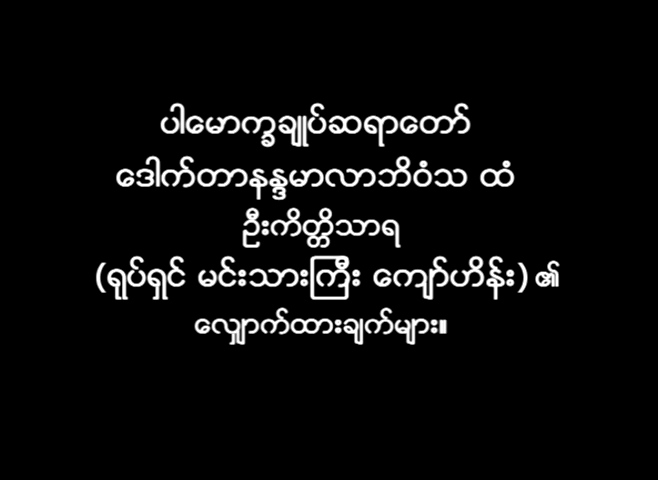 ပါမောက္ခချုပ်ဆရာတော်
ဒေါက်တာနန္ဒမာလာဘိဝံသ ထံ
ဦးကိတ္တိသာရ
(ရုပ်ရှင် မင်းသားကြီး ကျော်ဟိန်း) ၏
လျှောက်ထားချက်များ။